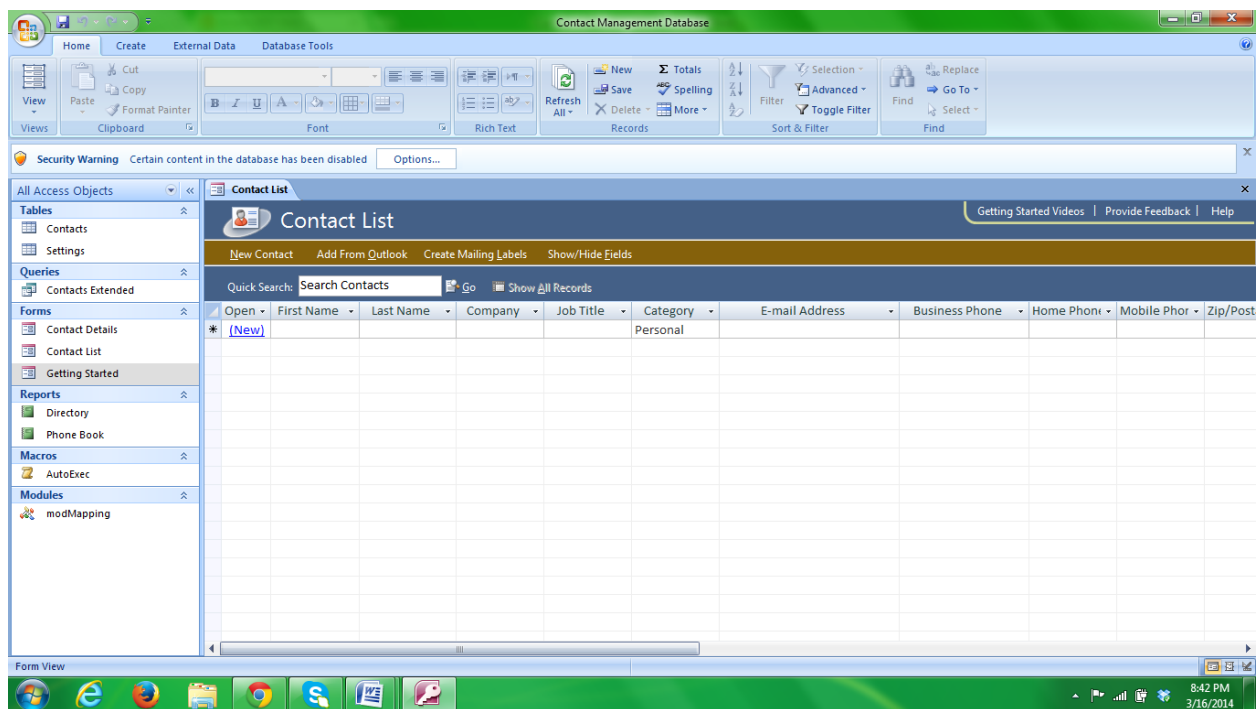 Contact Management Database
Home Create External Data Database Tools
View
Paste
Cut
Copy
Format Painter
Views Clipboard
B I U A
Font
ab
Rich Text
Refresh All
New
Save
Delete
Σ Totals
ABC Spelling
More
Records
Filter
Selection
Advanced
Toggle Filter
Sort & Filter
Find
Replace
Go To
Select
Find
Security Warning Certain content in the database has been disabled Options...
All Access Objects
Tables
Contacts
Settings
Queries
Contacts Extended
Forms
Contact Details
Contact List
Getting Started
Reports
Directory
Phone Book
Macros
AutoExec
Modules
modMapping
Contact List
Contact List
Getting Started Videos | Provide Feedback | Help
New Contact Add From Outlook Create Mailing Labels Show/Hide Fields
Quick Search: Search Contacts Go Show All Records
Open First Name Last Name Company Job Title Category E-mail Address Business Phone Home Phone Mobile Phor Zip/Post
(New) Personal
Form View
8:42 PM
3/16/2014